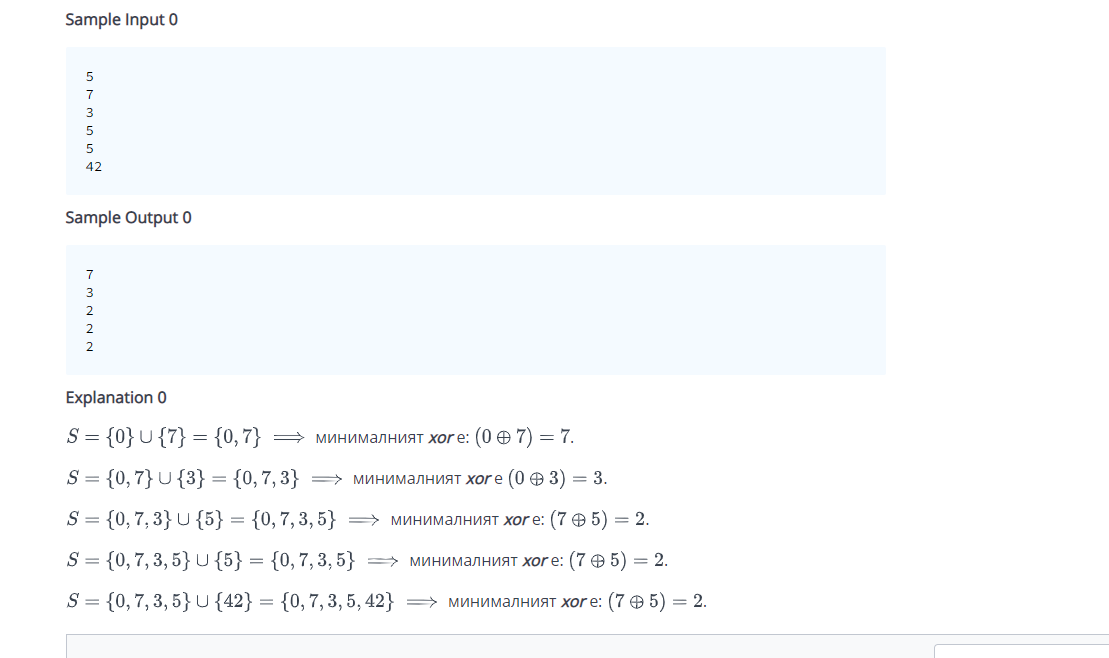 Sample Input 0
5
7
3
5
5
42
Sample Output 0
7
3
2
2
2
Explanation 0
S = {0} ∪ {7} = {0, 7} ⟹ минималният xor е: (0 ⊕ 7) = 7.
S = {0, 7} ∪ {3} = {0, 7, 3} ⟹ минималният xor е (0 ⊕ 3) = 3.
S = {0, 7, 3} ∪ {5} = {0, 7, 3, 5} ⟹ минималният xor е: (7 ⊕ 5) = 2.
S = {0, 7, 3, 5} ∪ {5} = {0, 7, 3, 5} ⟹ минималният xor е: (7 ⊕ 5) = 2.
S = {0, 7, 3, 5} ∪ {42} = {0, 7, 3, 5, 42} ⟹ минималният xor е: (7 ⊕ 5) = 2.